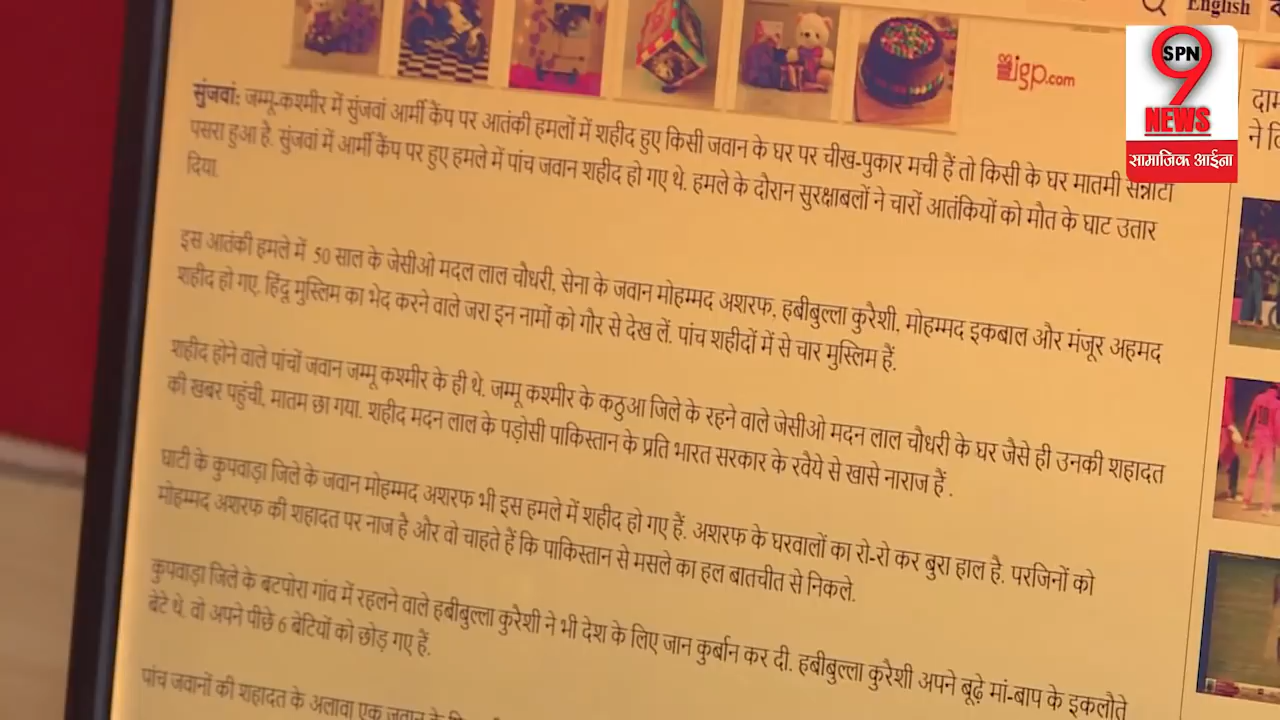 English
igp.com
SPN
9
NEWS
सामाजिक आईना
सुंजवां: जम्मू-कश्मीर में सुंजवां आर्मी कैंप पर आतंकी हमलों में शहीद हुए किसी जवान के घर पर चीख-पुकार मची हैं तो किसी के घर मातमी सन्नाटा
पसरा हुआ है. सुंजवां में आर्मी कैंप पर हुए हमले में पांच जवान शहीद हो गए थे. हमले के दौरान सुरक्षाबलों ने चारों आतंकियों को मौत के घाट उतार
दिया.
इस आतंकी हमले में 50 साल के जेसीओ मदल लाल चौधरी, सेना के जवान मोहम्मद अशरफ, हबीबुल्ला कुरैशी, मोहम्मद इकबाल और मंजूर अहमद
शहीद हो गए. हिंदू मुस्लिम का भेद करने वाले जरा इन नामों को गौर से देख लें. पांच शहीदों में से चार मुस्लिम हैं.
शहीद होने वाले पांचों जवान जम्मू कश्मीर के ही थे. जम्मू कश्मीर के कठुआ जिले के रहने वाले जेसीओ मदन लाल चौधरी के घर जैसे ही उनकी शहादत
की खबर पहुंची, मातम छा गया. शहीद मदन लाल के पड़ोसी पाकिस्तान के प्रति भारत सरकार के रवैये से खासे नाराज हैं .
घाटी के कुपवाड़ा जिले के जवान मोहम्मद अशरफ भी इस हमले में शहीद हो गए हैं. अशरफ के घरवालों का रो-रो कर बुरा हाल है. परजिनों को
मोहम्मद अशरफ की शहादत पर नाज है और वो चाहते हैं कि पाकिस्तान से मसले का हल बातचीत से निकले.
कुपवाड़ा जिले के बटपोरा गांव में रहलने वाले हबीबुल्ला कुरैशी ने भी देश के लिए जान कुर्बान कर दी. हबीबुल्ला कुरैशी अपने बूढ़े मां-बाप के इकलौते
बेटे थे. वो अपने पीछे 6 बेटियों को छोड़ गए हैं.
पांच जवानों की शहादत के अलावा एक जवान के